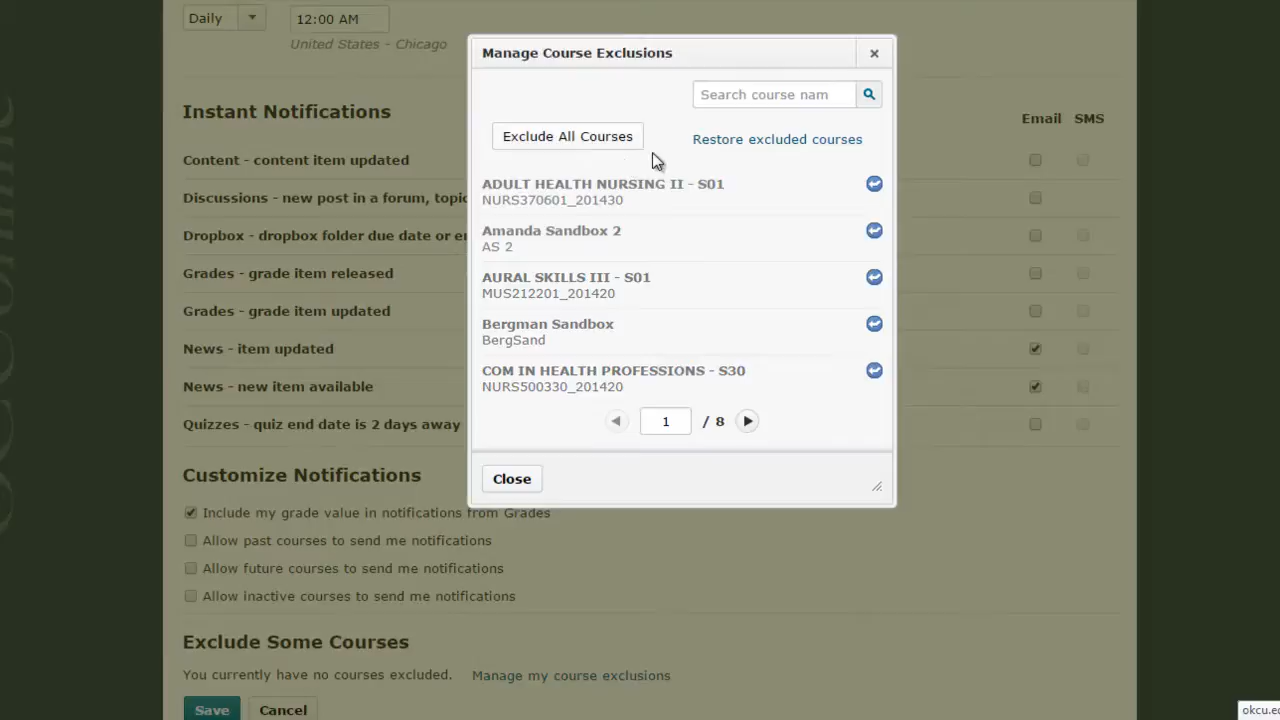 Daily
12:00 AM
United States - Chicago
Manage Course Exclusions
Search course nam
Exclude All Courses
Restore excluded courses
ADULT HEALTH NURSING II - S01
NURS370601_201430
Amanda Sandbox 2
AS 2
AURAL SKILLS III - S01
MUS212201_201420
Bergman Sandbox
BergSand
COM IN HEALTH PROFESSIONS - S30
NURS500330_201420
1 / 8
Close
Instant Notifications
Email SMS
Content - content item updated
Discussions - new post in a forum, topic
Dropbox - dropbox folder due date or
Grades - grade item released
Grades - grade item updated
News - item updated
News - new item available
Quizzes - quiz end date is 2 days away
Customize Notifications
Include my grade value in notifications from Grades
Allow past courses to send me notifications
Allow future courses to send me notifications
Allow inactive courses to send me notifications
Exclude Some Courses
You currently have no courses excluded. Manage my course exclusions
Save Cancel